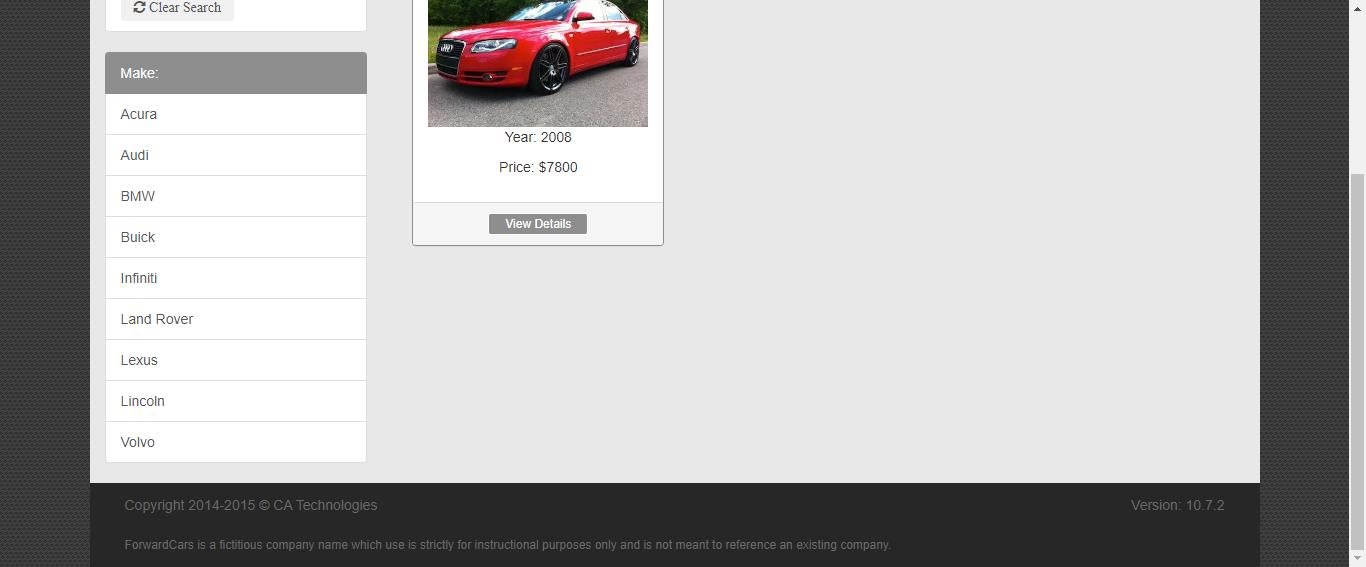 Clear Search
Make:
Acura
Audi
BMW
Buick
Infiniti
Land Rover
Lexus
Lincoln
Volvo
Year: 2008
Price: $7800
View Details
Copyright 2014-2015 © CA Technologies
Version: 10.7.2
ForwardCars is a fictitious company name which use is strictly for instructional purposes only and is not meant to reference an existing company.